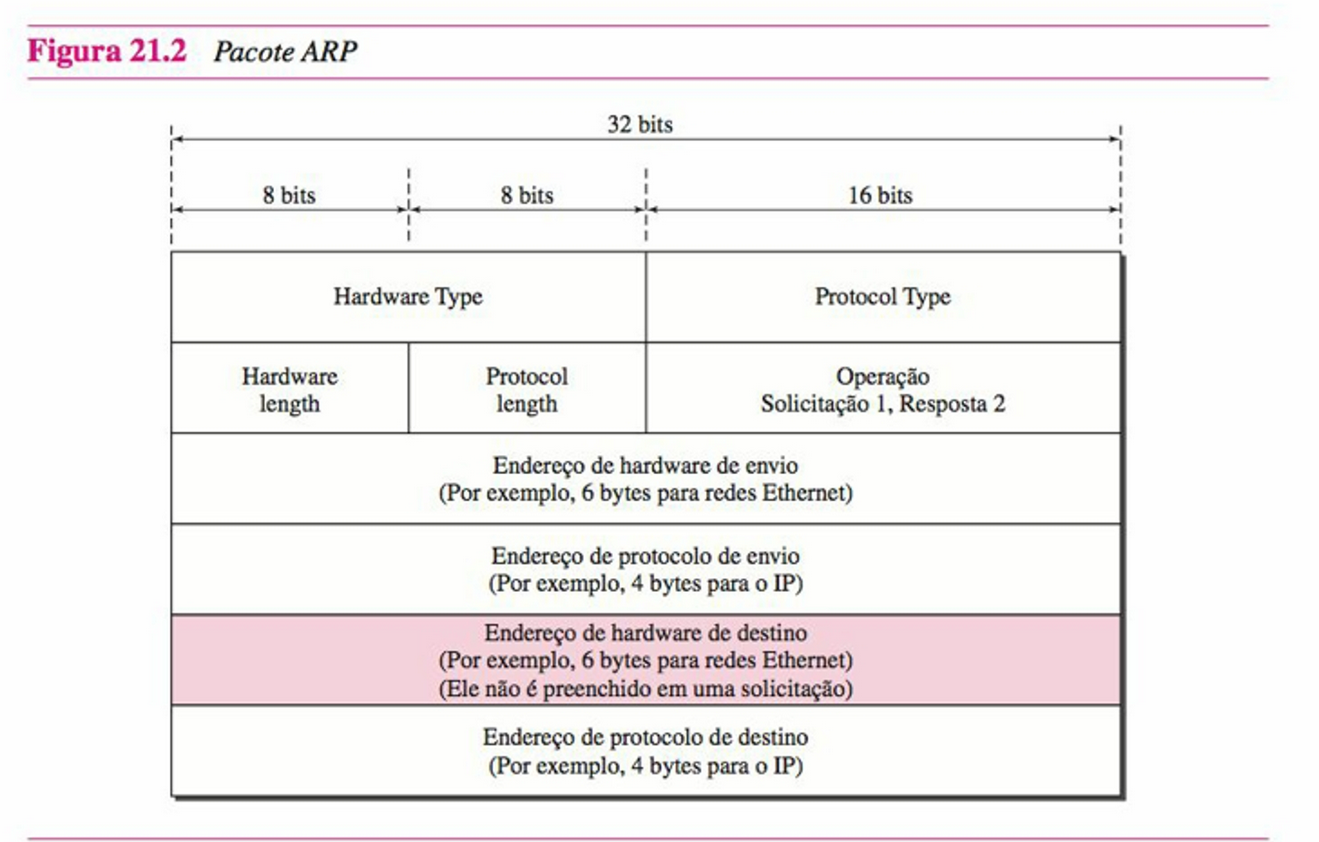 Figura 21.2 Pacote ARP
32 bits
8 bits 8 bits 16 bits
Hardware Type Protocol Type
Hardware length Protocol length Operação
Solicitação 1, Resposta 2
Endereço de hardware de envio
(Por exemplo, 6 bytes para redes Ethernet)
Endereço de protocolo de envio
(Por exemplo, 4 bytes para o IP)
Endereço de hardware de destino
(Por exemplo, 6 bytes para redes Ethernet)
(Ele não é preenchido em uma solicitação)
Endereço de protocolo de destino
(Por exemplo, 4 bytes para o IP)